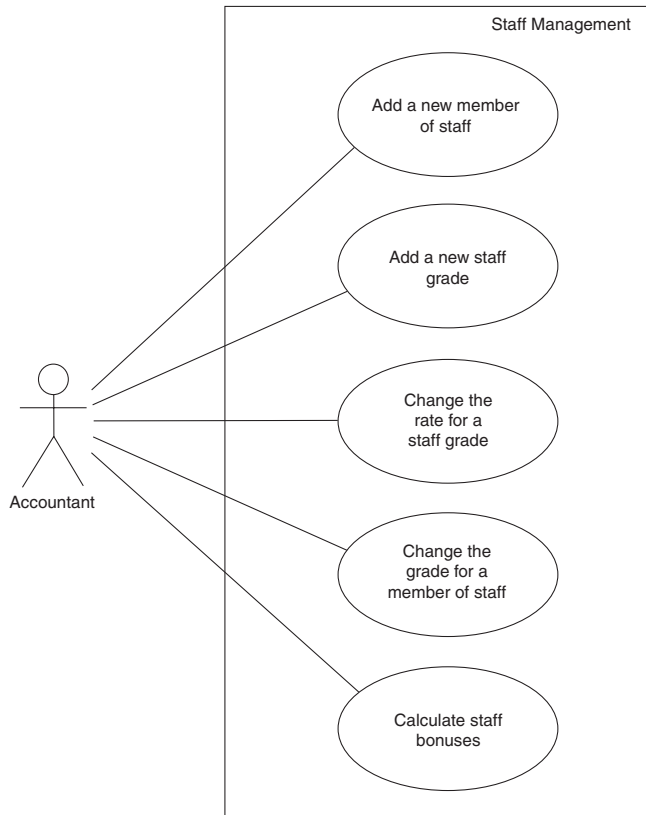 Staff Management
Add a new member
of staff
Add a new staff
grade
Change the
rate for a
staff grade
Accountant
Change the
grade for a
member of staff
Calculate staff
bonuses